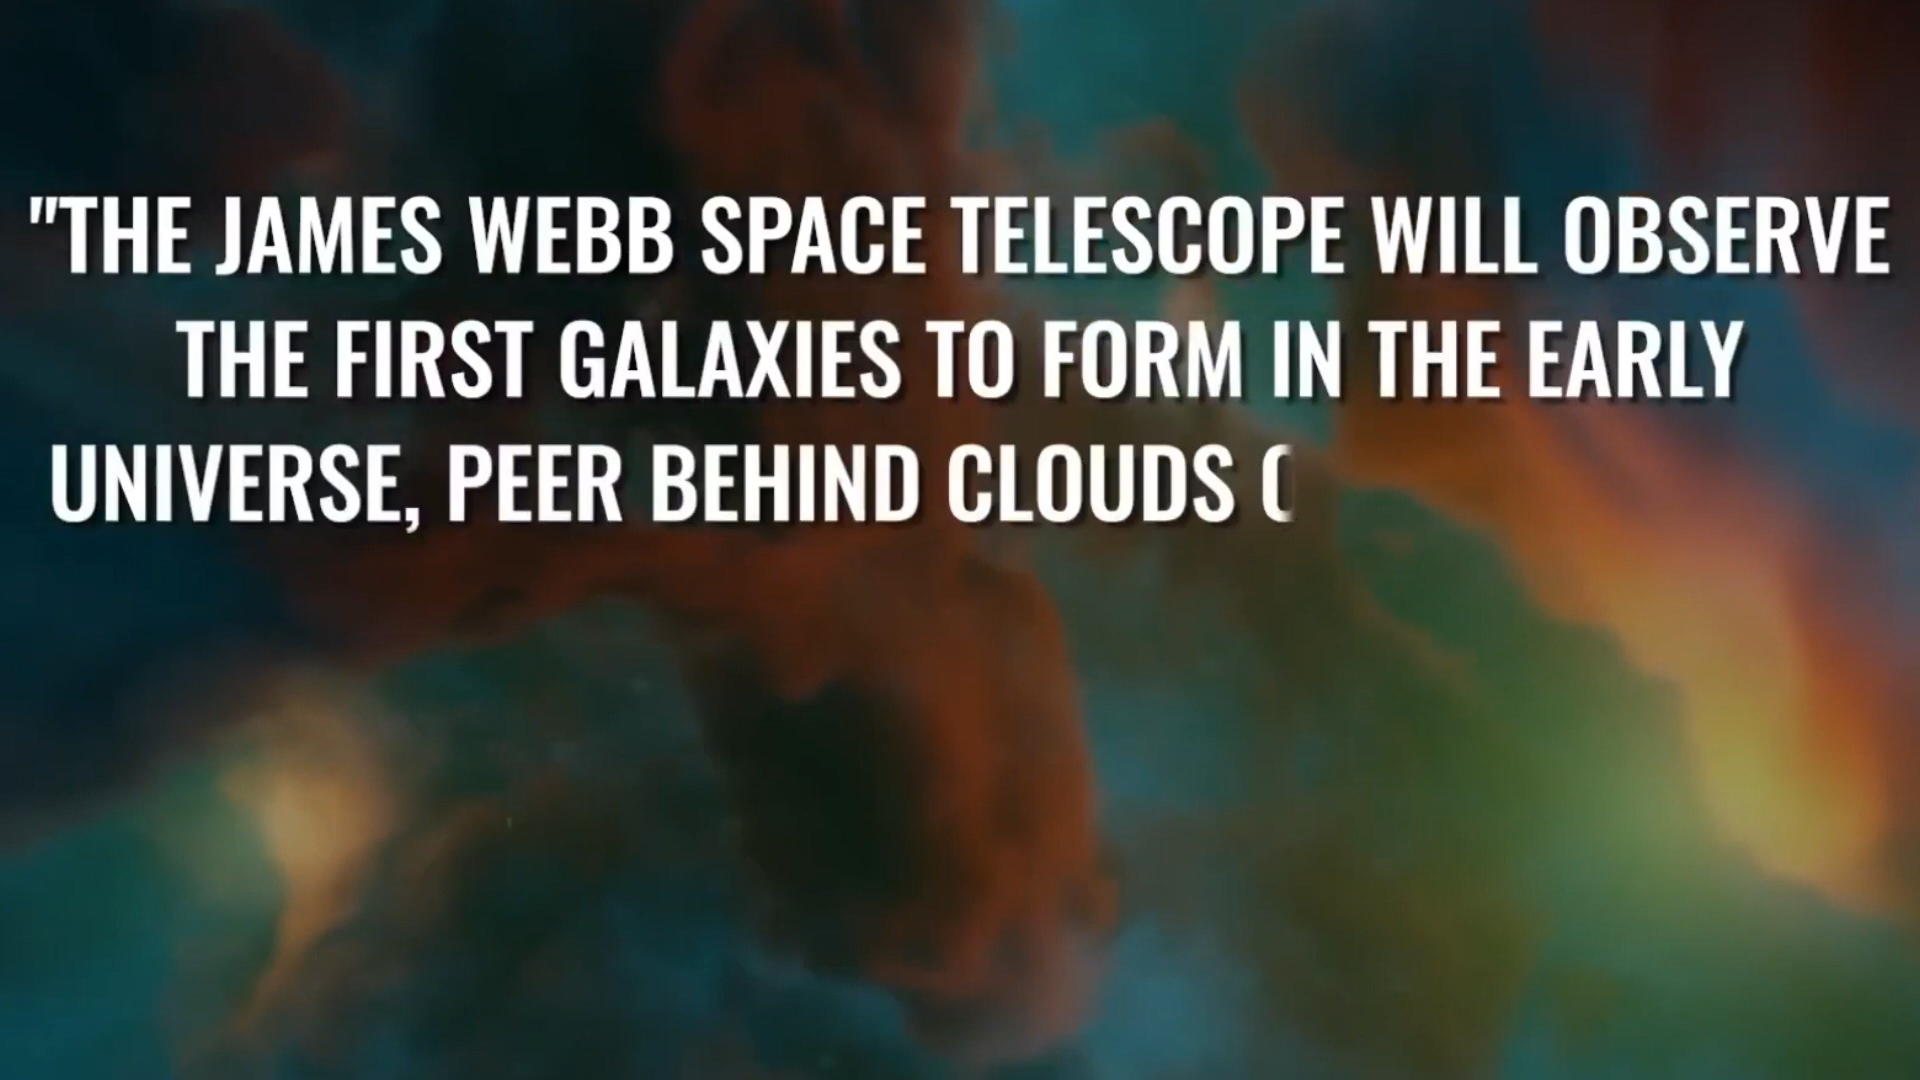 "THE JAMES WEBB SPACE TELESCOPE WILL OBSERVE
THE FIRST GALAXIES TO FORM IN THE EARLY
UNIVERSE, PEER BEHIND CLOUDS